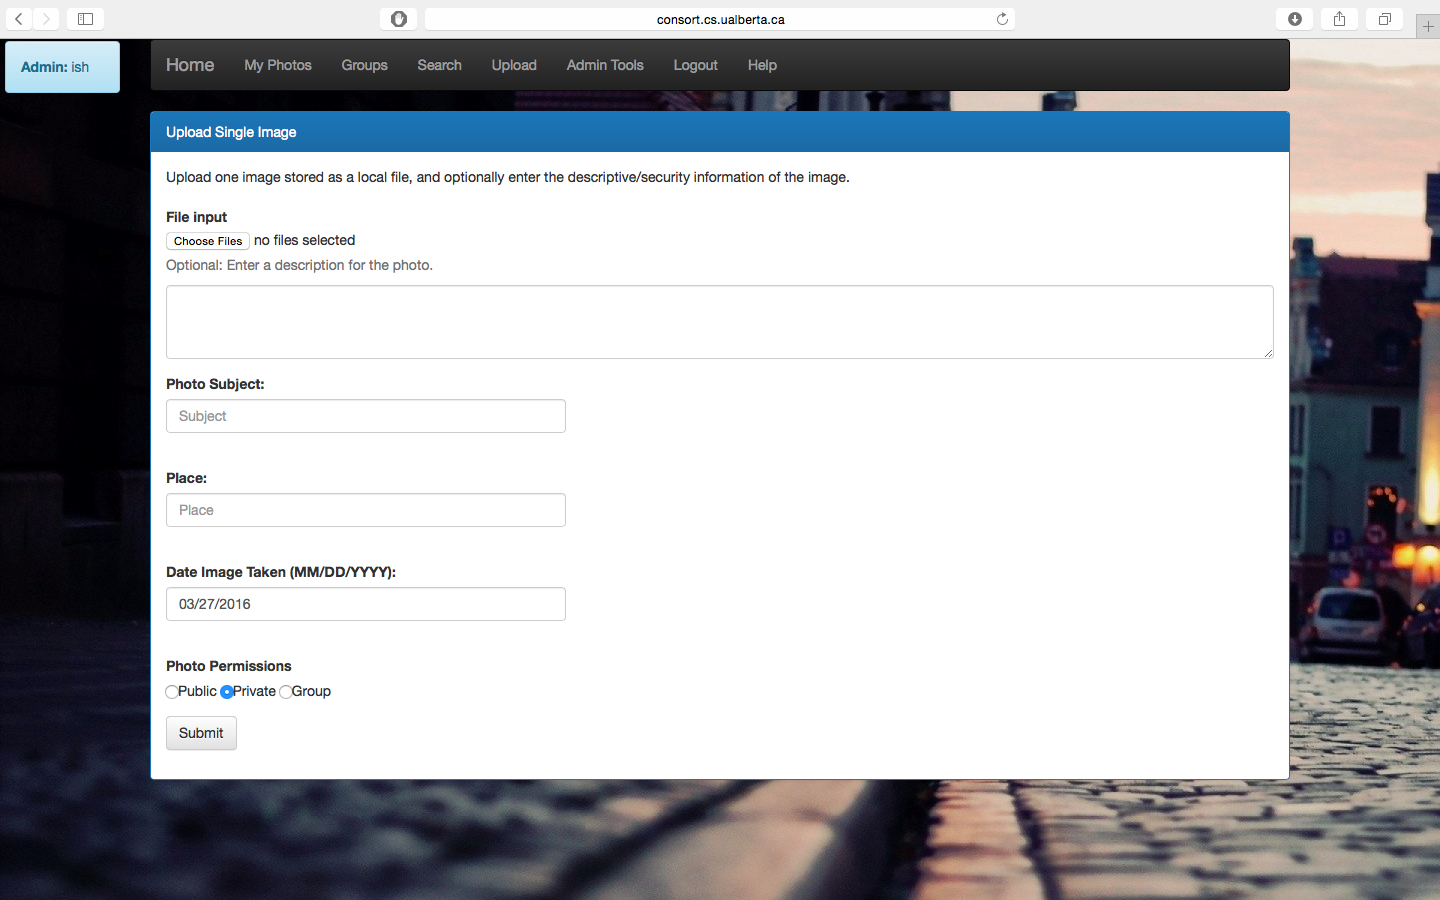 consort.cs.ualberta.ca
Admin: ish
Home My Photos Groups Search Upload Admin Tools Logout Help
Upload Single Image
Upload one image stored as a local file, and optionally enter the descriptive/security information of the image.
File input
Choose Files no files selected
Optional: Enter a description for the photo.
Photo Subject:
Subject
Place:
Place
Date Image Taken (MM/DD/YYYY):
03/27/2016
Photo Permissions
Public Private Group
Submit